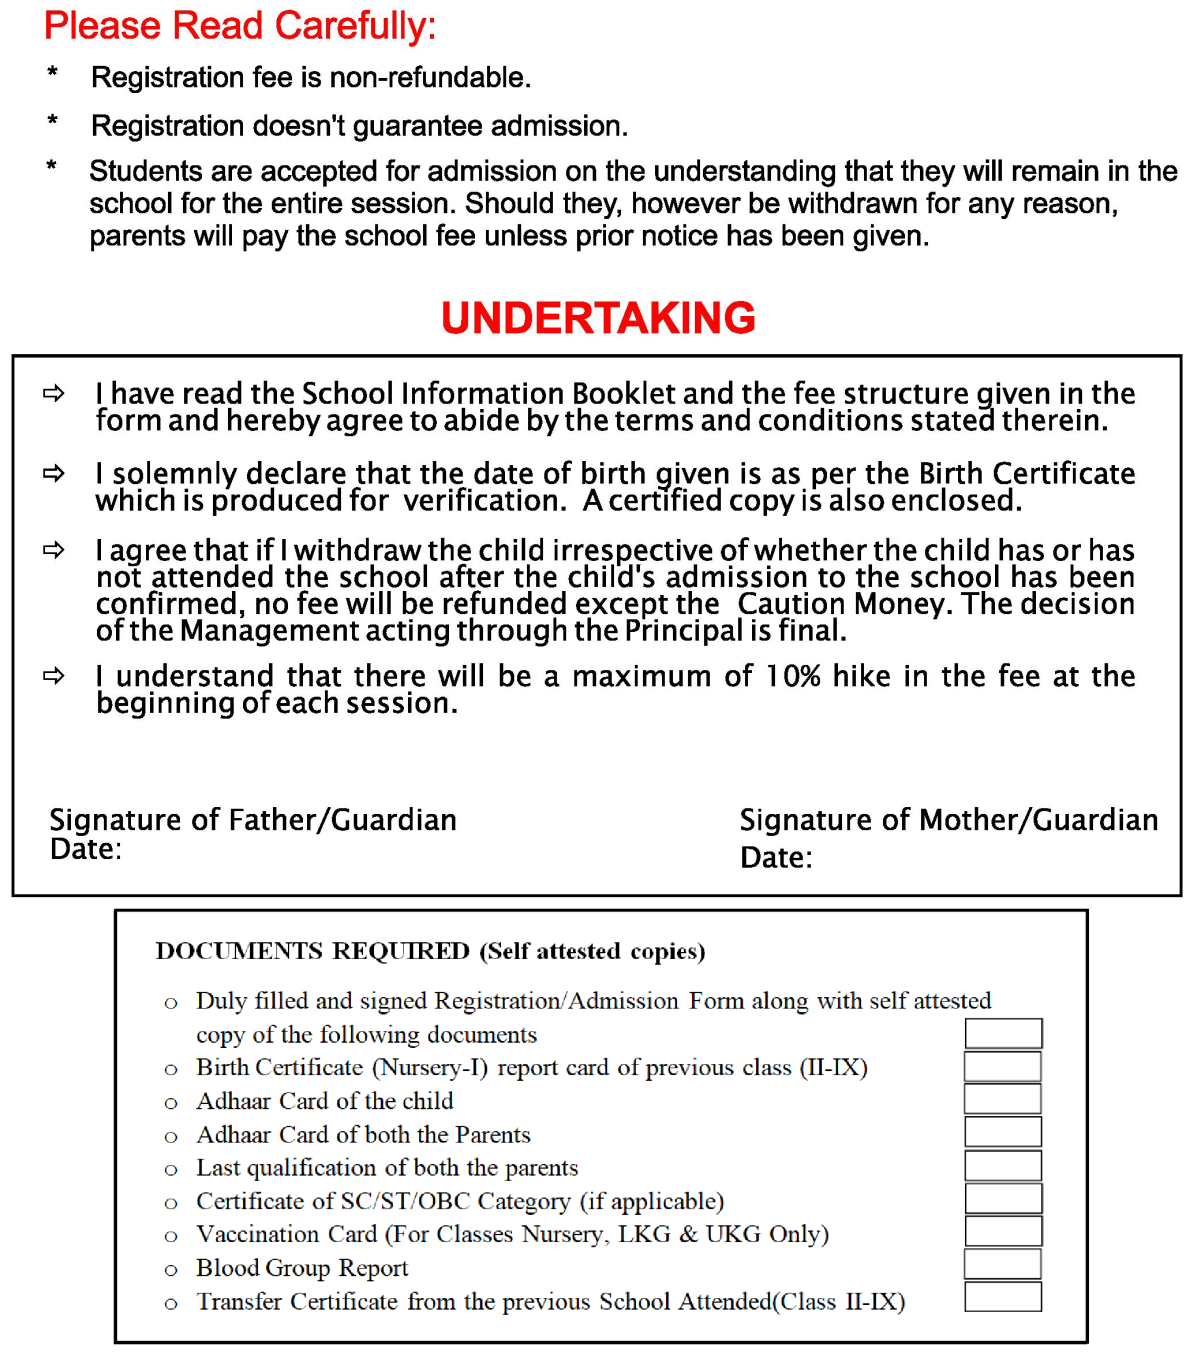 Please Read Carefully:
* Registration fee is non-refundable.
* Registration doesn't guarantee admission.
* Students are accepted for admission on the understanding that they will remain in the
school for the entire session. Should they, however be withdrawn for any reason,
parents will pay the school fee unless prior notice has been given.
UNDERTAKING
⇨ I have read the School Information Booklet and the fee structure given in the
form and hereby agree to abide by the terms and conditions stated therein.
⇨ I solemnly declare that the date of birth given is as per the Birth Certificate
which is produced for verification. A certified copy is also enclosed.
⇨ I agree that if I withdraw the child irrespective of whether the child has or has
not attended the school after the child's admission to the school has been
confirmed, no fee will be refunded except the Caution Money. The decision
of the Management acting through the Principal is final.
⇨ I understand that there will be a maximum of 10% hike in the fee at the
beginning of each session.
Signature of Father/Guardian
Date:
Signature of Mother/Guardian
Date:
DOCUMENTS REQUIRED (Self attested copies)
o Duly filled and signed Registration/Admission Form along with self attested
copy of the following documents
o Birth Certificate (Nursery-I) report card of previous class (II-IX)
o Adhaar Card of the child
o Adhaar Card of both the Parents
o Last qualification of both the parents
o Certificate of SC/ST/OBC Category (if applicable)
o Vaccination Card (For Classes Nursery, LKG & UKG Only)
o Blood Group Report
o Transfer Certificate from the previous School Attended(Class II-IX)